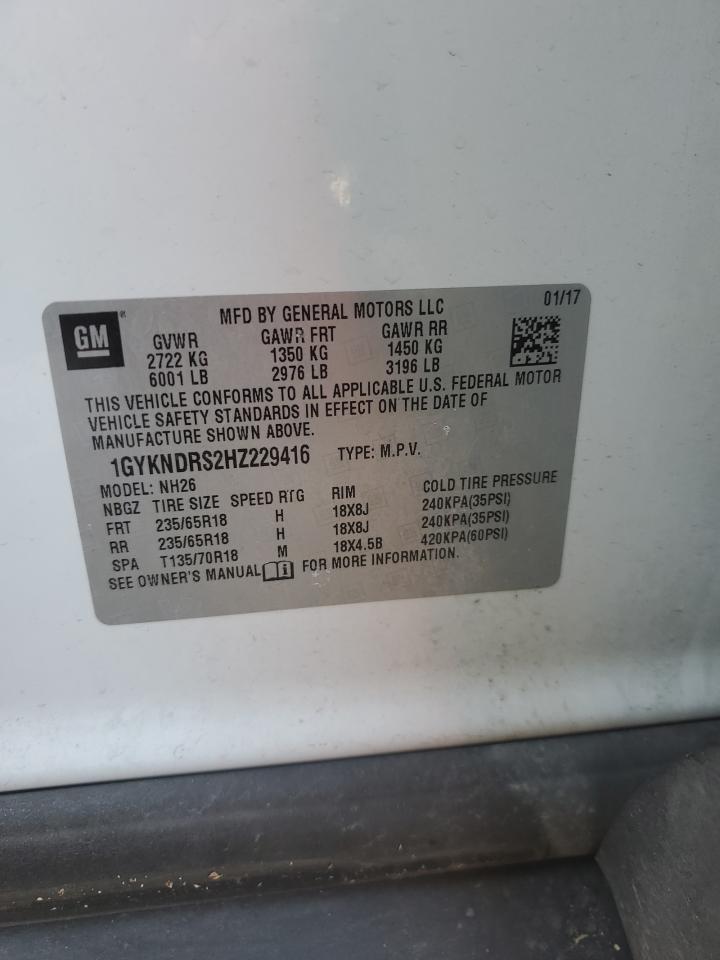 GM ® MFD BY GENERAL MOTORS LLC 01/17
GVWR GAWR FRT GAWR RR
2722 KG 1350 KG 1450 KG
6001 LB 2976 LB 3196 LB
THIS VEHICLE CONFORMS TO ALL APPLICABLE U.S. FEDERAL MOTOR
VEHICLE SAFETY STANDARDS IN EFFECT ON THE DATE OF
MANUFACTURE SHOWN ABOVE.
1GYKNDRS2HZ229416 TYPE: M.P.V.
MODEL: NH26
NBGZ TIRE SIZE SPEED RTG RIM COLD TIRE PRESSURE
FRT 235/65R18 H 18X8J 240KPA(35PSI)
RR 235/65R18 H 18X8J 240KPA(35PSI)
SPA T135/70R18 M 18X4.5B 420KPA(60PSI)
SEE OWNER'S MANUAL FOR MORE INFORMATION.